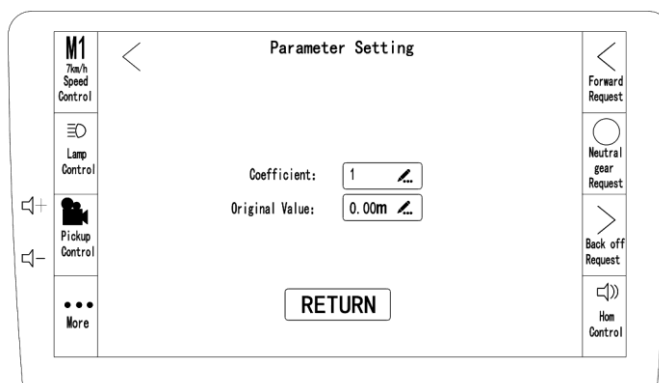 Parameter Setting
M1
7km/h
Speed
Control
Lamp
Control
Pickup
Control
More
Coefficient:
1
Original Value:
0.00m
RETURN
Forward
Request
Neutral
gear
Request
Back off
Request
Hom
Control